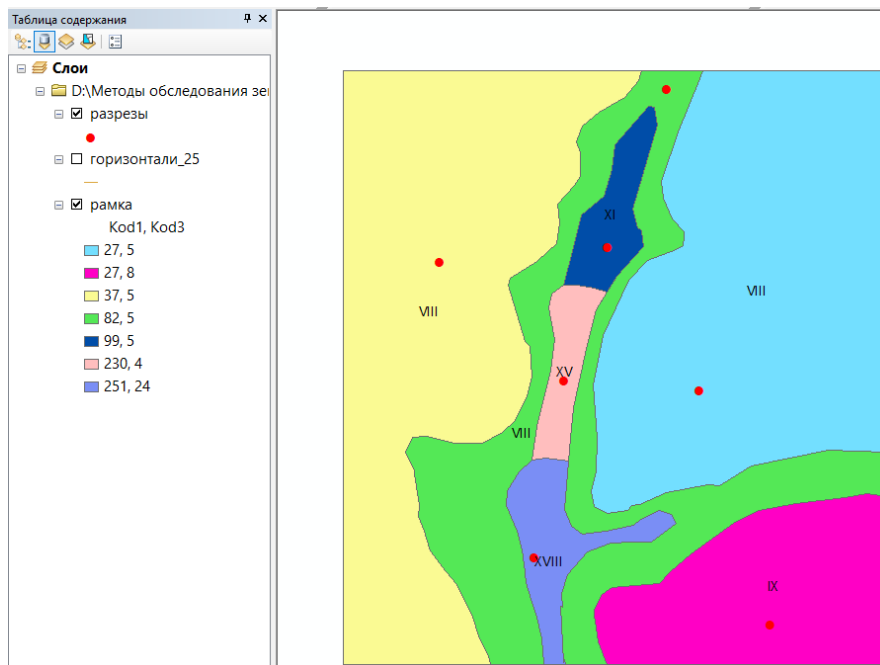 Таблица содержания
Слои
D:\Методы обследования зе
разрезы
горизонтали_25
рамка
Kod1, Kod3
27, 5
27, 8
37, 5
82, 5
99, 5
230, 4
251, 24
XI
VIII
VIII
XV
VIII
XVIII
IX